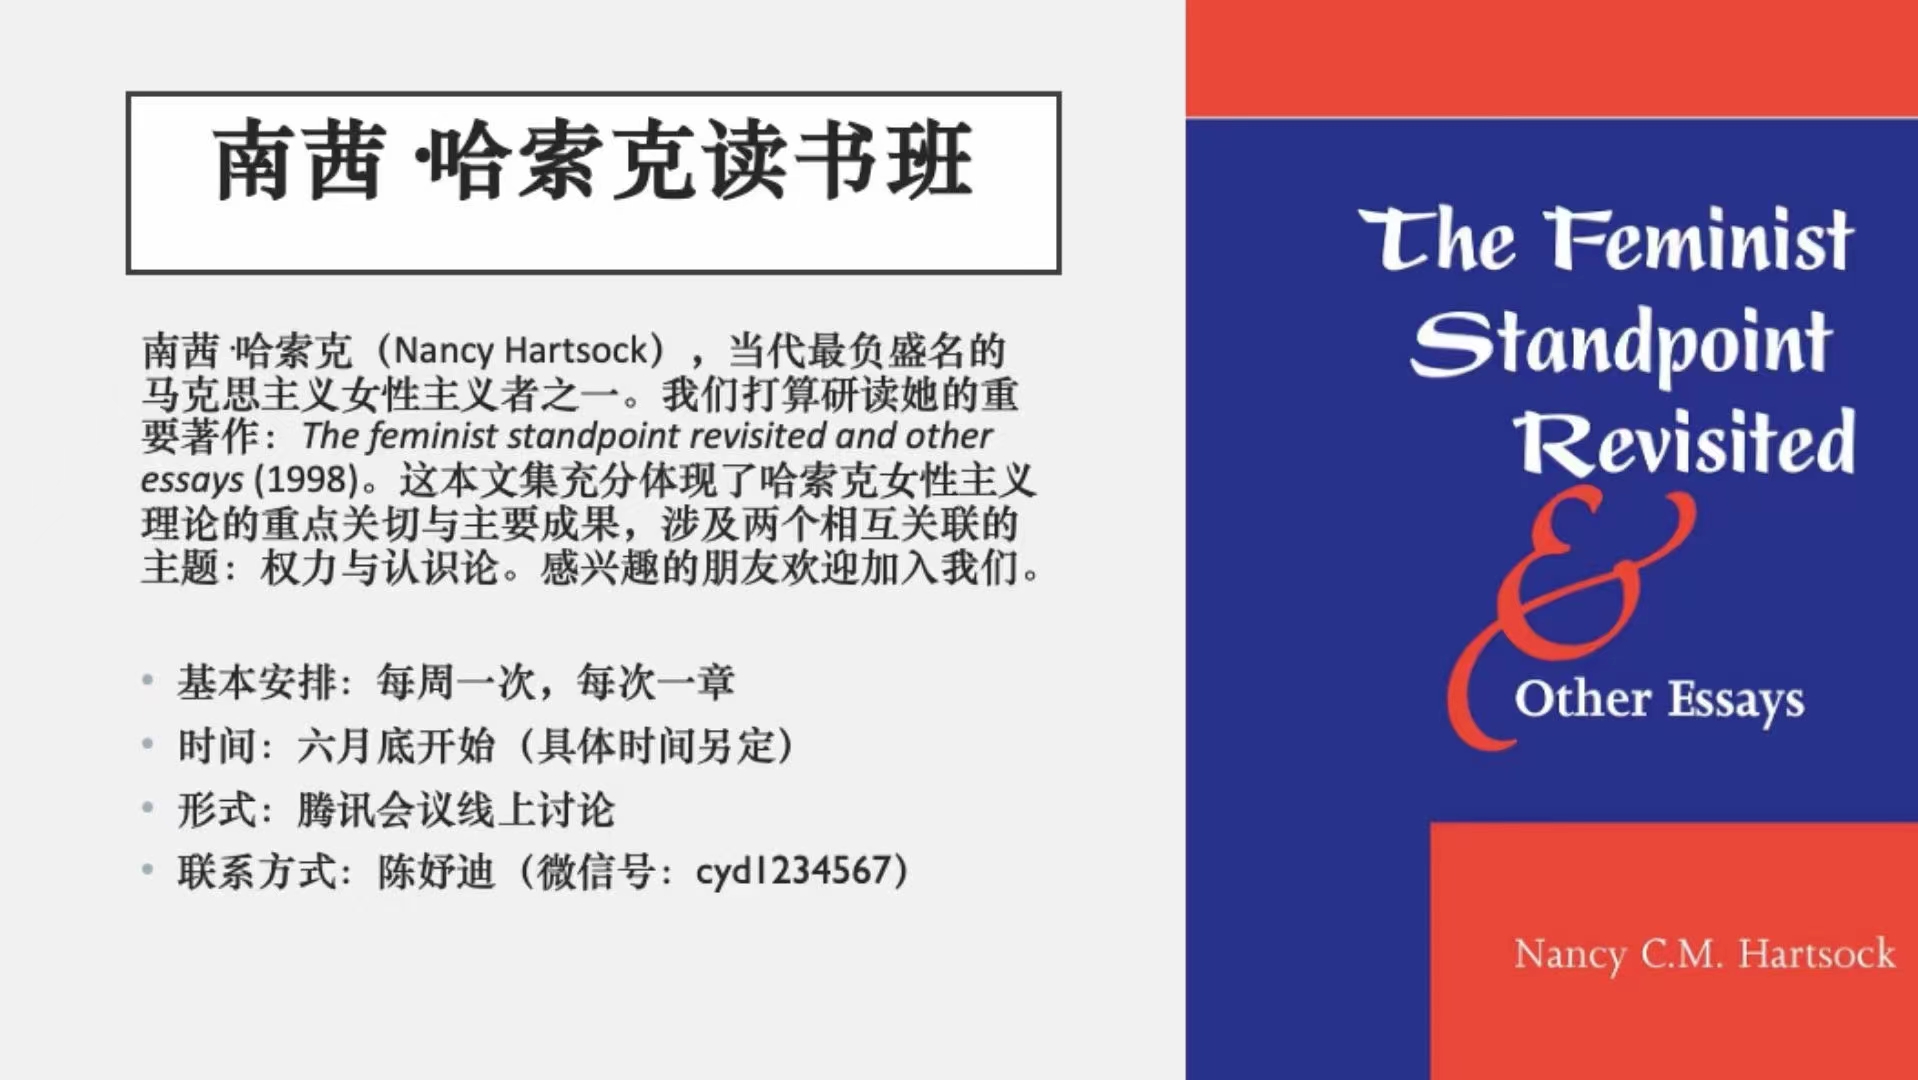 南茜·哈索克读书班
南茜·哈索克（Nancy Hartsock），当代最负盛名的
马克思主义女性主义者之一。我们打算研读她的重
要著作：The feminist standpoint revisited and other
essays (1998)。这本文集充分体现了哈索克女性主义
理论的重点关切与主要成果，涉及两个相互关联的
主题：权力与认识论。感兴趣的朋友欢迎加入我们。
• 基本安排：每周一次，每次一章
• 时间：六月底开始（具体时间另定）
• 形式：腾讯会议线上讨论
• 联系方式：陈妤迪（微信号：cyd1234567）
The Feminist
Standpoint
Revisited
&
Other Essays
Nancy C.M. Hartsock